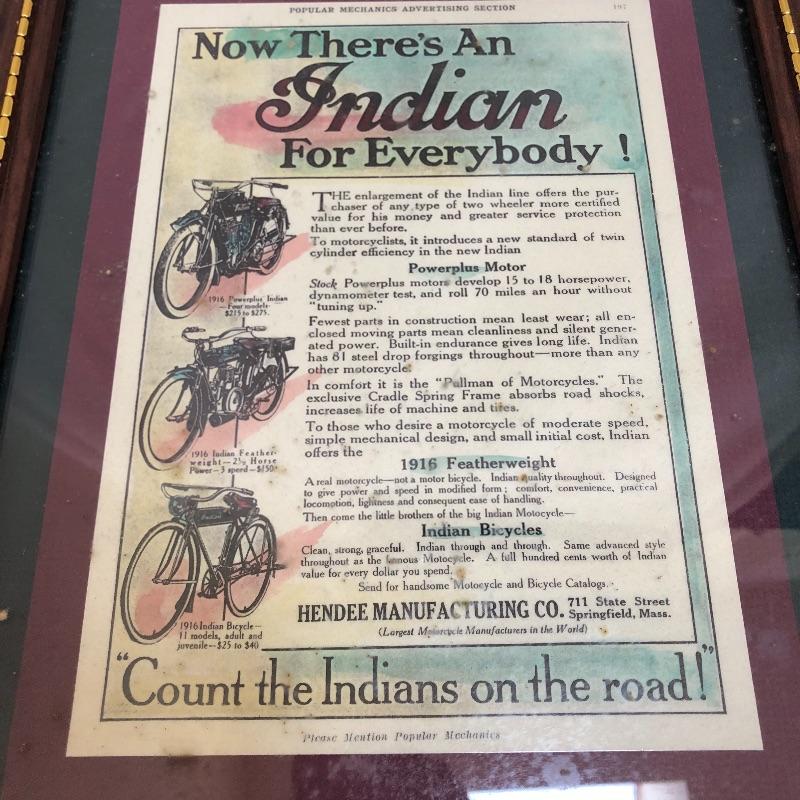 POPULAR MECHANICS ADVERTISING SECTION 197
Now There's An
Indian
For Everybody !
THE enlargement of the Indian line offers the pur-
chaser of any type of two wheeler more certified
value for his money and greater service protection
than ever before.
To motorcyclists, it introduces a new standard of twin
cylinder efficiency in the new Indian
Powerplus Motor
Stock Powerplus motors develop 15 to 18 horsepower,
dynamometer test, and roll 70 miles an hour without
"tuning up."
1916 Powerplus Indian
—Four models—
$215 to $275.
Fewest parts in construction mean least wear; all en-
closed moving parts mean cleanliness and silent gener-
ated power. Built-in endurance gives long life. Indian
has 81 steel drop forgings throughout—more than any
other motorcycle.
In comfort it is the "Pullman of Motorcycles." The
exclusive Cradle Spring Frame absorbs road shocks,
increases life of machine and tires.
To those who desire a motorcycle of moderate speed,
simple mechanical design, and small initial cost, Indian
offers the
1916 Indian Feather-
weight—2½ Horse
Power—3 speed—$150
1916 Featherweight
A real motorcycle—not a motor bicycle. Indian quality throughout. Designed
to give power and speed in modified form; comfort, convenience, practical
locomotion, lightness and consequent ease of handling.
Then come the little brothers of the big Indian Motocycle—
Indian Bicycles
Clean, strong, graceful. Indian through and through. Same advanced style
throughout as the famous Motocycle. A full hundred cents worth of Indian
value for every dollar you spend.
Send for handsome Motocycle and Bicycle Catalogs.
1916 Indian Bicycle—
11 models, adult and
juvenile—$25 to $40
HENDEE MANUFACTURING CO. 711 State Street
Springfield, Mass.
(Largest Motorcycle Manufacturers in the World)
"Count the Indians on the road!"
Please Mention Popular Mechanics